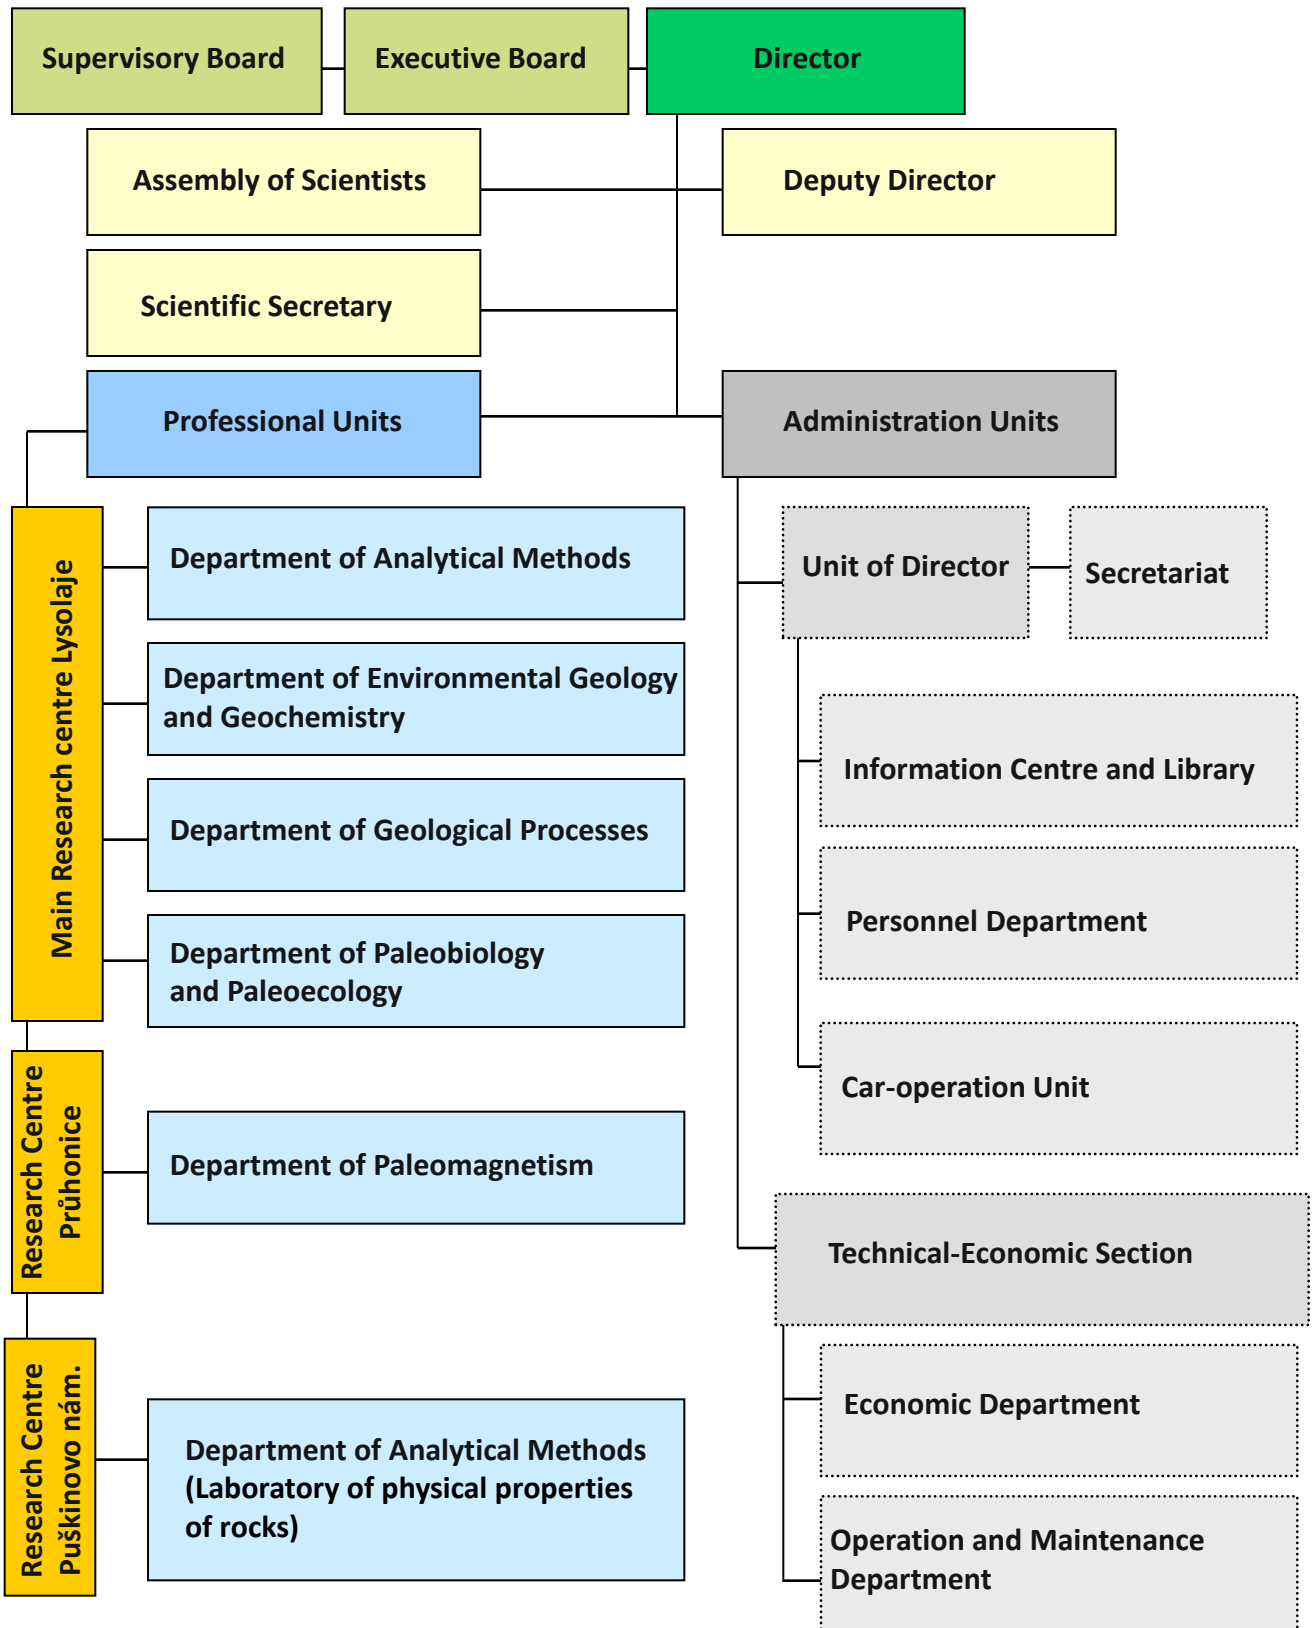 Supervisory Board
Executive Board
Director
Assembly of Scientists
Deputy Director
Scientific Secretary
Professional Units
Administration Units
Main Research centre Lysolaje
Department of Analytical Methods
Department of Environmental Geology
and Geochemistry
Department of Geological Processes
Department of Paleobiology
and Paleoecology
Research Centre
Průhonice
Department of Paleomagnetism
Research Centre
Puškinovo nám.
Department of Analytical Methods
(Laboratory of physical properties
of rocks)
Unit of Director
Secretariat
Information Centre and Library
Personnel Department
Car-operation Unit
Technical-Economic Section
Economic Department
Operation and Maintenance
Department